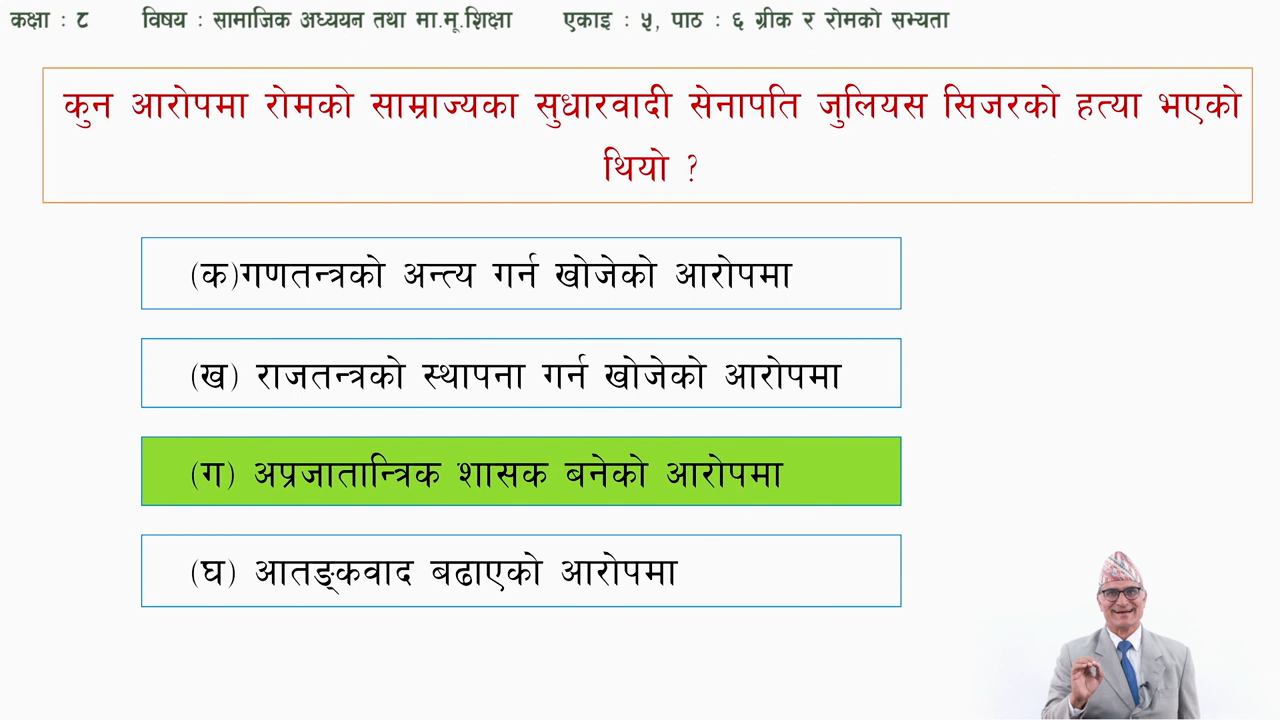 कक्षा : ८ विषय : सामाजिक अध्ययन तथा मा.मू.शिक्षा एकाइ : ५, पाठ : ६ ग्रीक र रोमको सभ्यता
कुन आरोपमा रोमको साम्राज्यका सुधारवादी सेनापति जुलियस सिजरको हत्या भएको
थियो ?
(क)गणतन्त्रको अन्त्य गर्न खोजेको आरोपमा
(ख) राजतन्त्रको स्थापना गर्न खोजेको आरोपमा
(ग) अप्रजातान्त्रिक शासक बनेको आरोपमा
(घ) आतङ्कवाद बढाएको आरोपमा